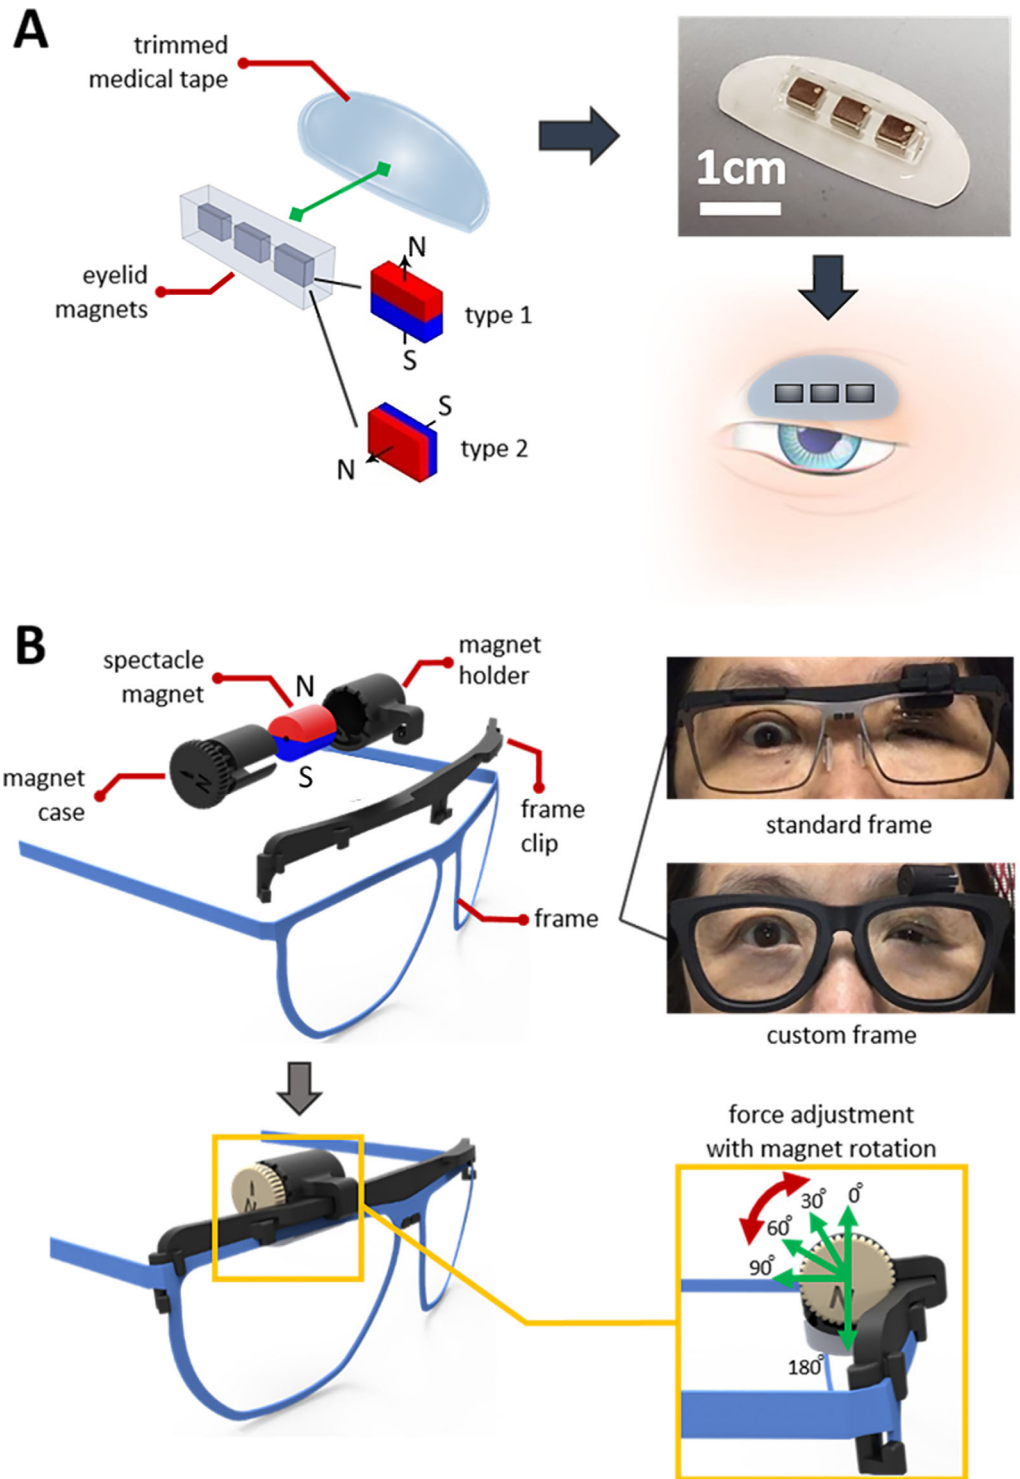 A
trimmed
medical tape
1cm
N
eyelid
magnets
type 1
S
S
type 2
N
B
spectacle
magnet
N
magnet
holder
S
magnet
case
N
frame
clip
standard frame
frame
custom frame
force adjustment
with magnet rotation
N
30°
0°
60°
90°
N
180°